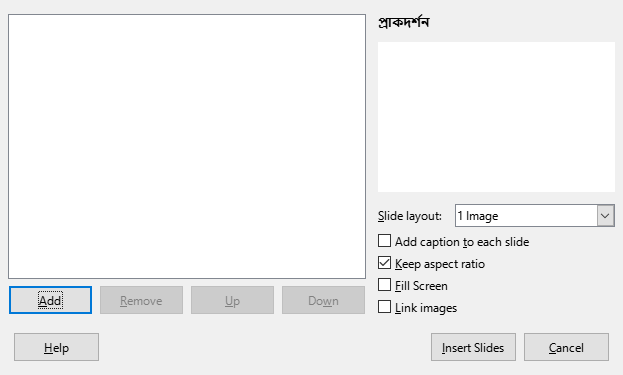 প্রাকদর্শন
Slide layout: 1 Image
Add caption to each slide
Keep aspect ratio
Fill Screen
Link images
Add Remove Up Down
Help Insert Slides Cancel